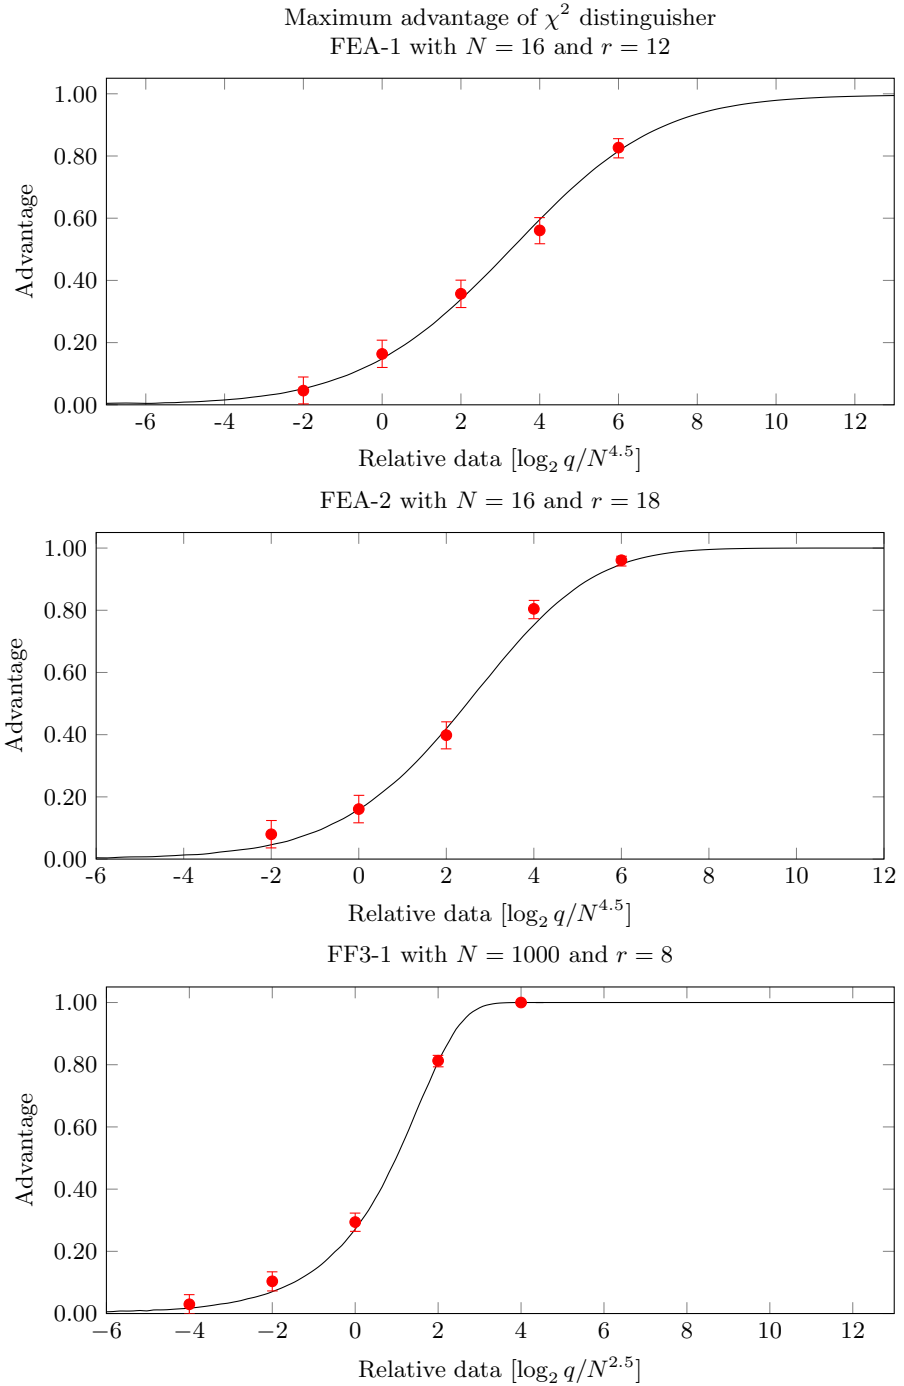 Maximum advantage of χ² distinguisher
FEA-1 with N = 16 and r = 12
1.00
0.80
0.60
0.40
0.20
0.00
Advantage
-6 -4 -2 0 2 4 6 8 10 12
Relative data [log₂ q/N^4.5]
FEA-2 with N = 16 and r = 18
1.00
0.80
0.60
0.40
0.20
0.00
Advantage
-6 -4 -2 0 2 4 6 8 10 12
Relative data [log₂ q/N^4.5]
FF3-1 with N = 1000 and r = 8
1.00
0.80
0.60
0.40
0.20
0.00
Advantage
−6 −4 −2 0 2 4 6 8 10 12
Relative data [log₂ q/N^2.5]